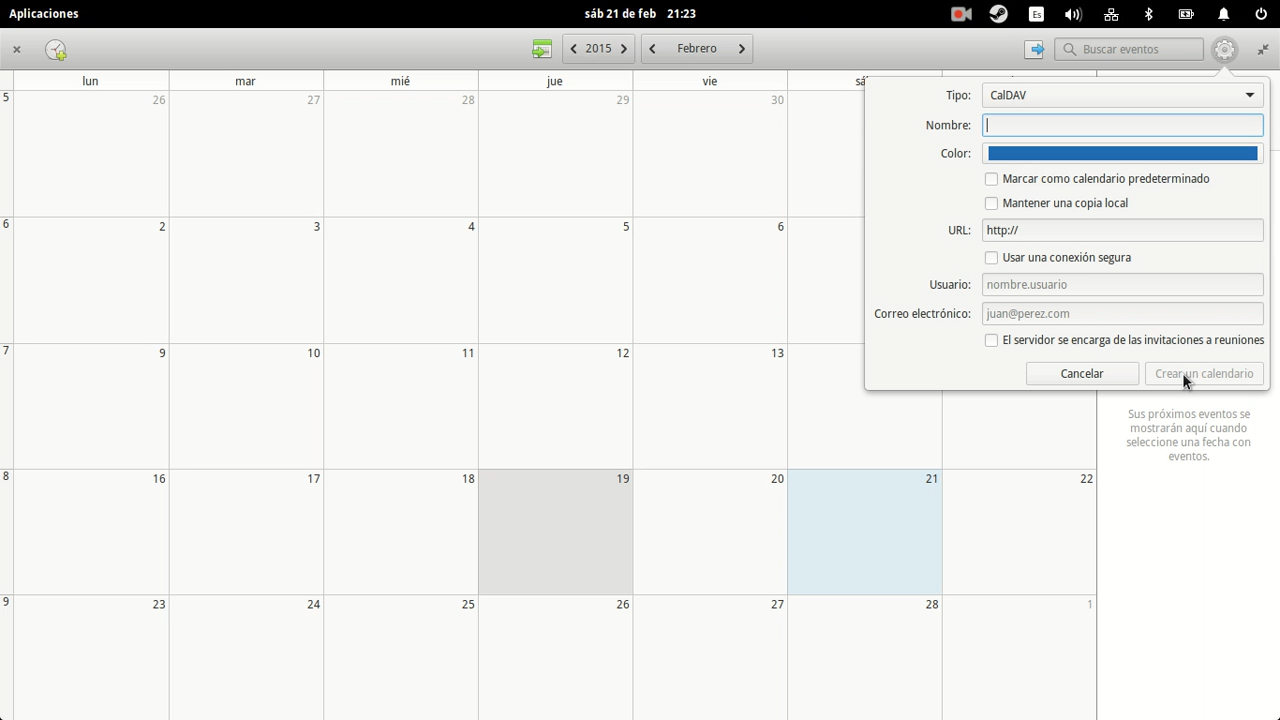 Aplicaciones
sáb 21 de feb 21:23
Es
2015
Febrero
Buscar eventos
lun mar mié jue vie
Tipo: CalDAV
Nombre:
Color:
Marcar como calendario predeterminado
Mantener una copia local
URL: http://
Usar una conexión segura
Usuario: nombre.usuario
Correo electrónico: juan@perez.com
El servidor se encarga de las invitaciones a reuniones
Cancelar Crear un calendario
Sus próximos eventos se
mostrarán aquí cuando
seleccione una fecha con
eventos.
5 26 27 28 29 30
6 2 3 4 5 6
7 9 10 11 12 13
8 16 17 18 19 20 21 22
9 23 24 25 26 27 28 1